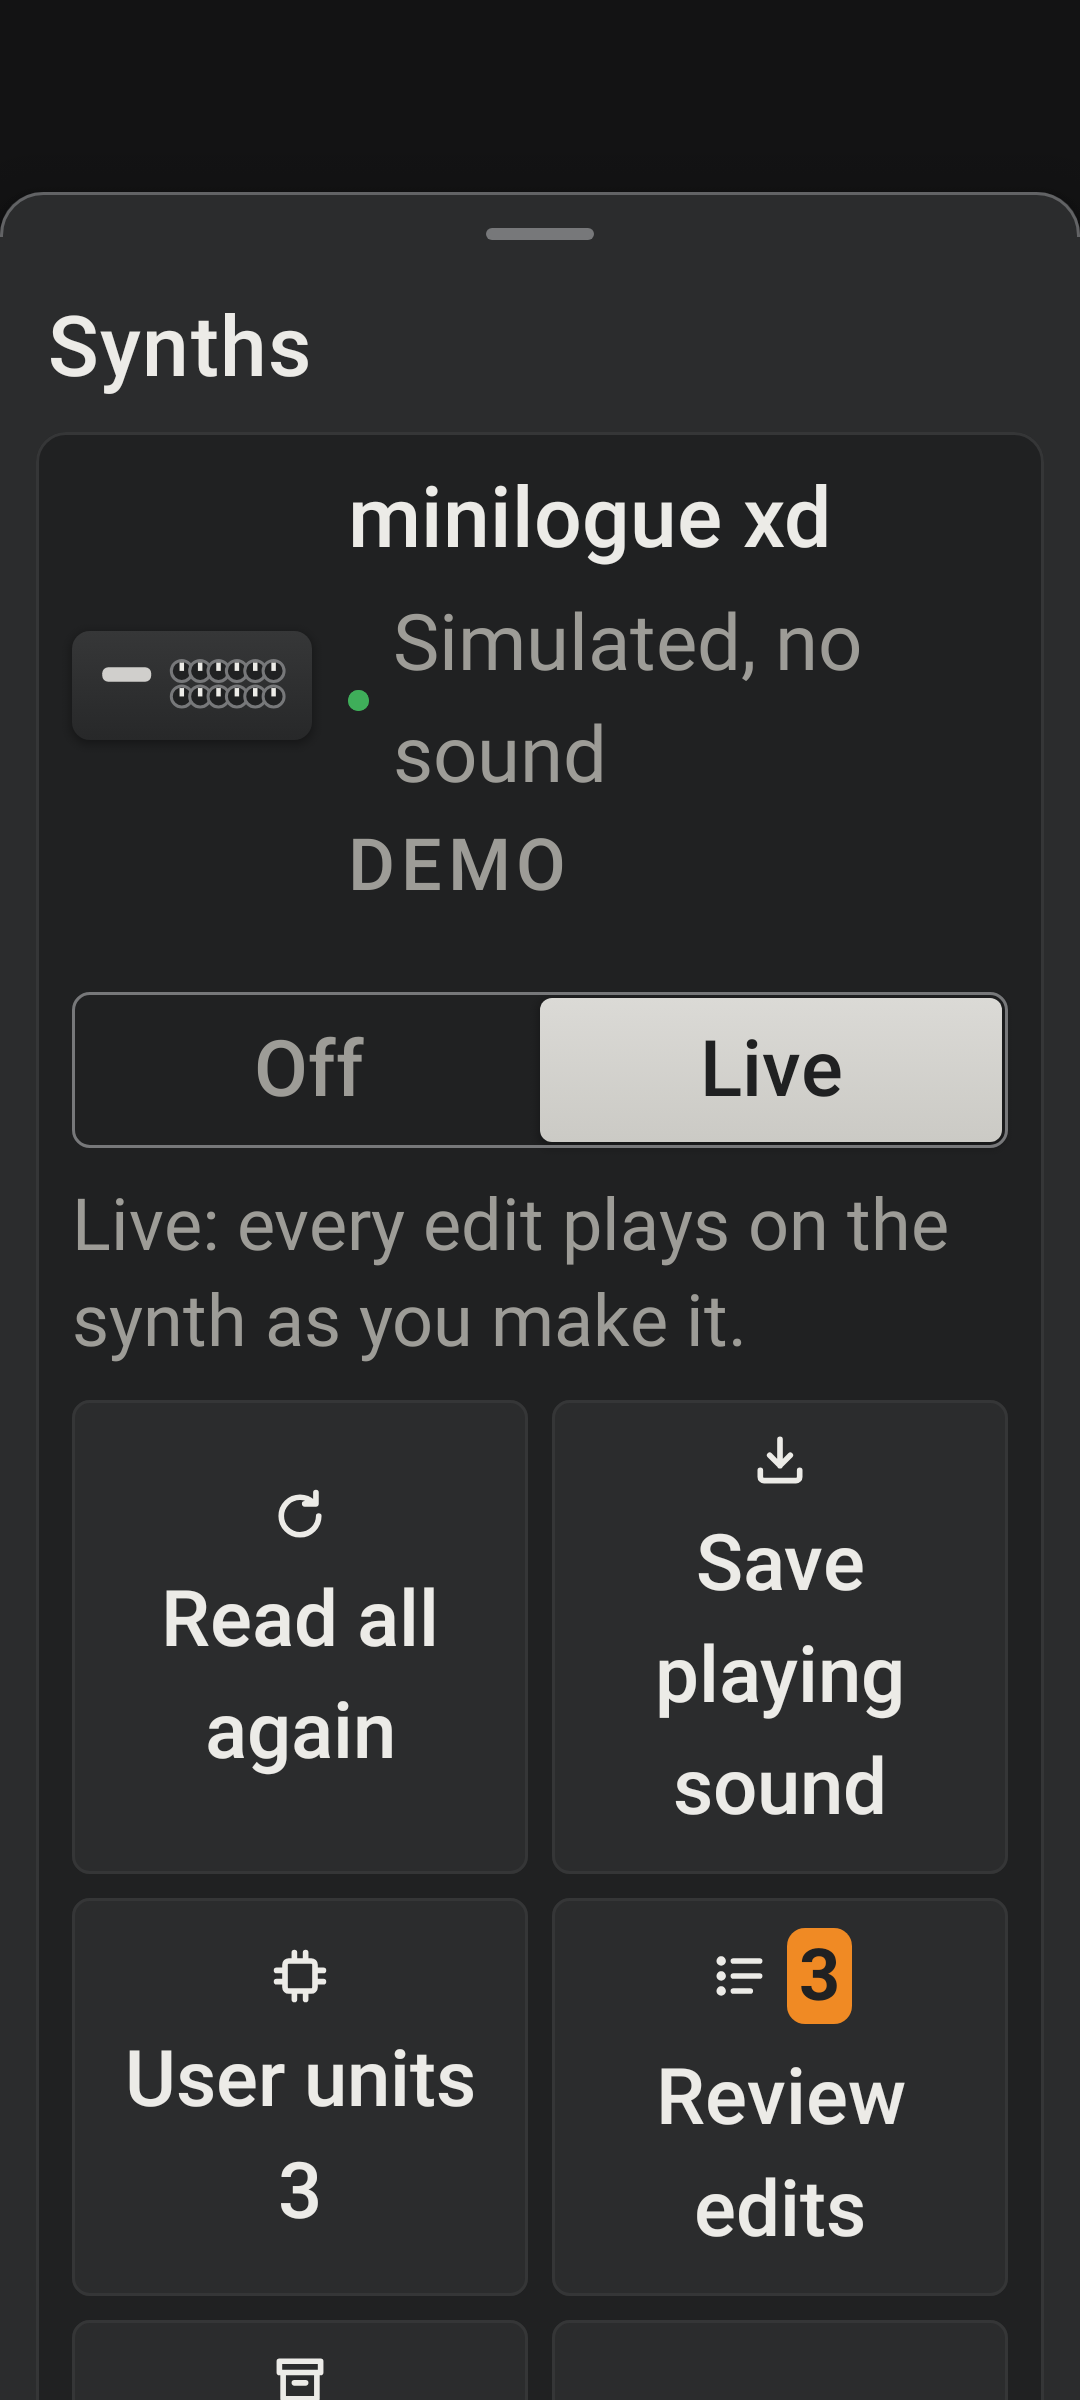 Synths
minilogue xd
Simulated, no
sound
DEMO
Off
Live
Live: every edit plays on the
synth as you make it.
Read all
again
Save
playing
sound
User units
3
3
Review
edits